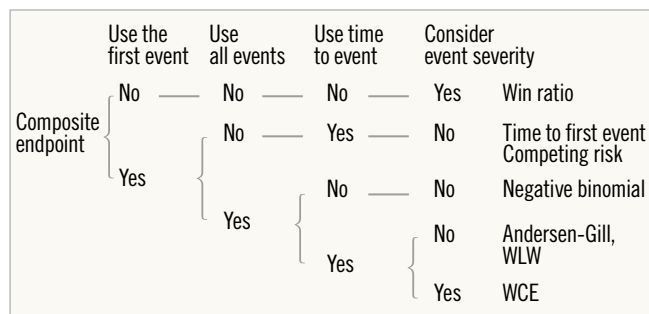 Use the first event Use all events Use time to event Consider event severity
No No No Yes Win ratio
Composite endpoint
No Yes No Time to first event
Competing risk
Yes
No No Negative binomial
Yes
No Andersen-Gill,
WLW
Yes
Yes WCE